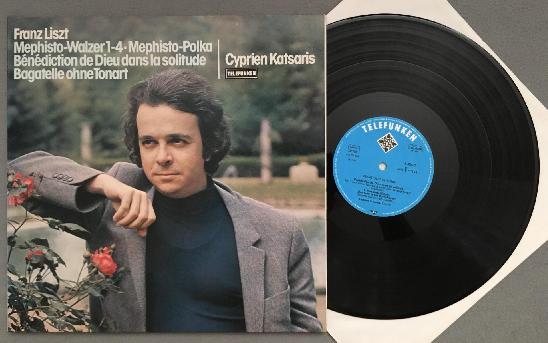 Franz Liszt
Mephisto-Walzer 1-4 · Mephisto-Polka
Bénédiction de Dieu dans la solitude
Bagatelle ohne Tonart
Cyprien Katsaris
TELEFUNKEN
TELEFUNKEN